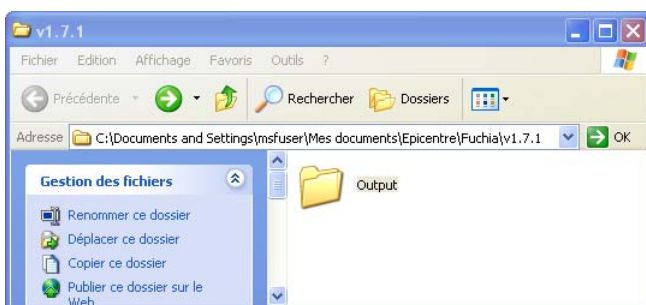 v1.7.1
Fichier Edition Affichage Favoris Outils ?
Précédente Rechercher Dossiers
Adresse C:\Documents and Settings\msfuser\Mes documents\Epicentre\Fuchia\v1.7.1 OK
Gestion des fichiers
Output
Renommer ce dossier
Déplacer ce dossier
Copier ce dossier
Publier ce dossier sur le
Web